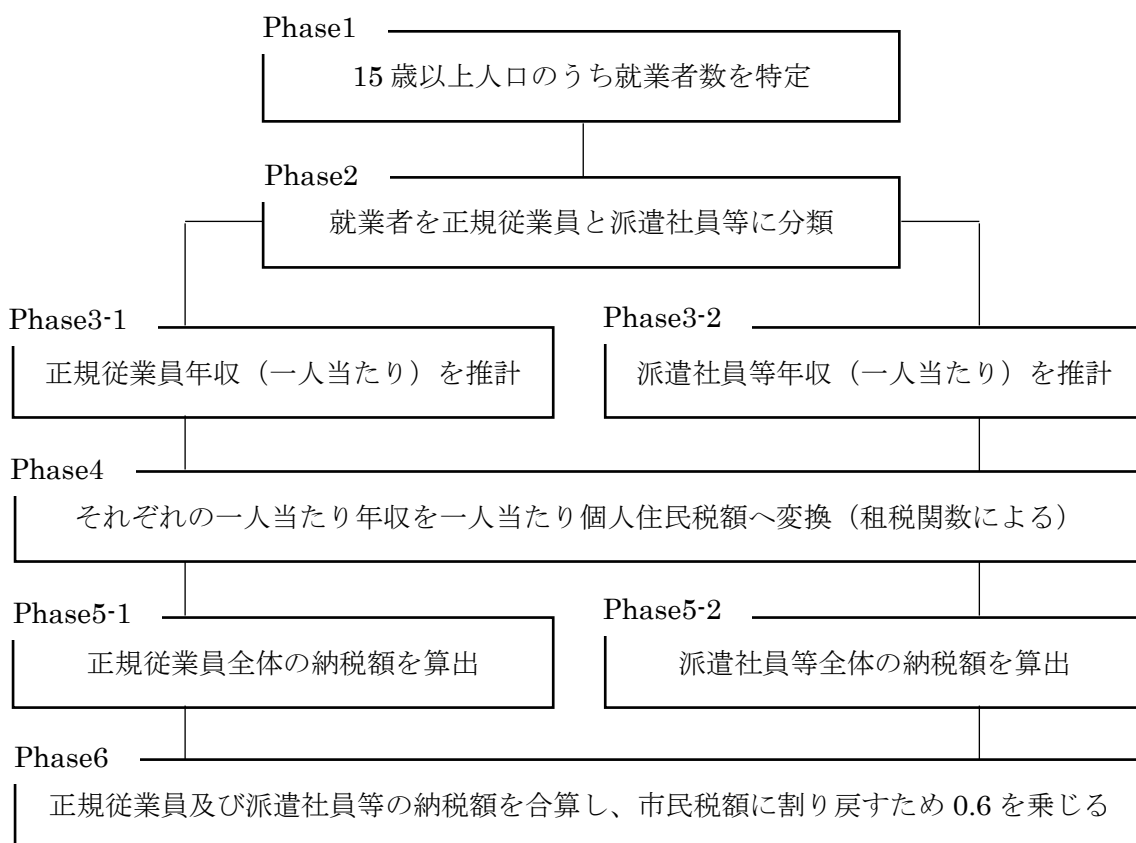 Phase1
15 歳以上人口のうち就業者数を特定
Phase2
就業者を正規従業員と派遣社員等に分類
Phase3-1
正規従業員年収（一人当たり）を推計
Phase3-2
派遣社員等年収（一人当たり）を推計
Phase4
それぞれの一人当たり年収を一人当たり個人住民税額へ変換（租税関数による）
Phase5-1
正規従業員全体の納税額を算出
Phase5-2
派遣社員等全体の納税額を算出
Phase6
正規従業員及び派遣社員等の納税額を合算し、市民税額に割り戻すため 0.6 を乗じる